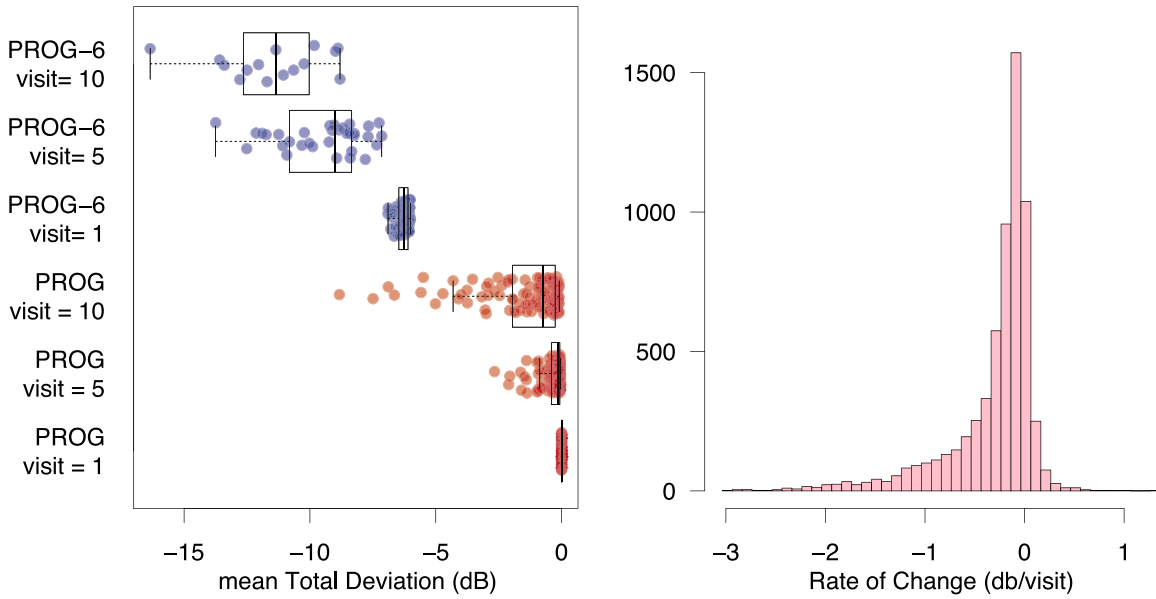 PROG−6
visit= 10
PROG−6
visit= 5
PROG−6
visit= 1
PROG
visit = 10
PROG
visit = 5
PROG
visit = 1
−15 −10 −5 0
mean Total Deviation (dB)
1500
1000
500
0
−3 −2 −1 0 1
Rate of Change (db/visit)